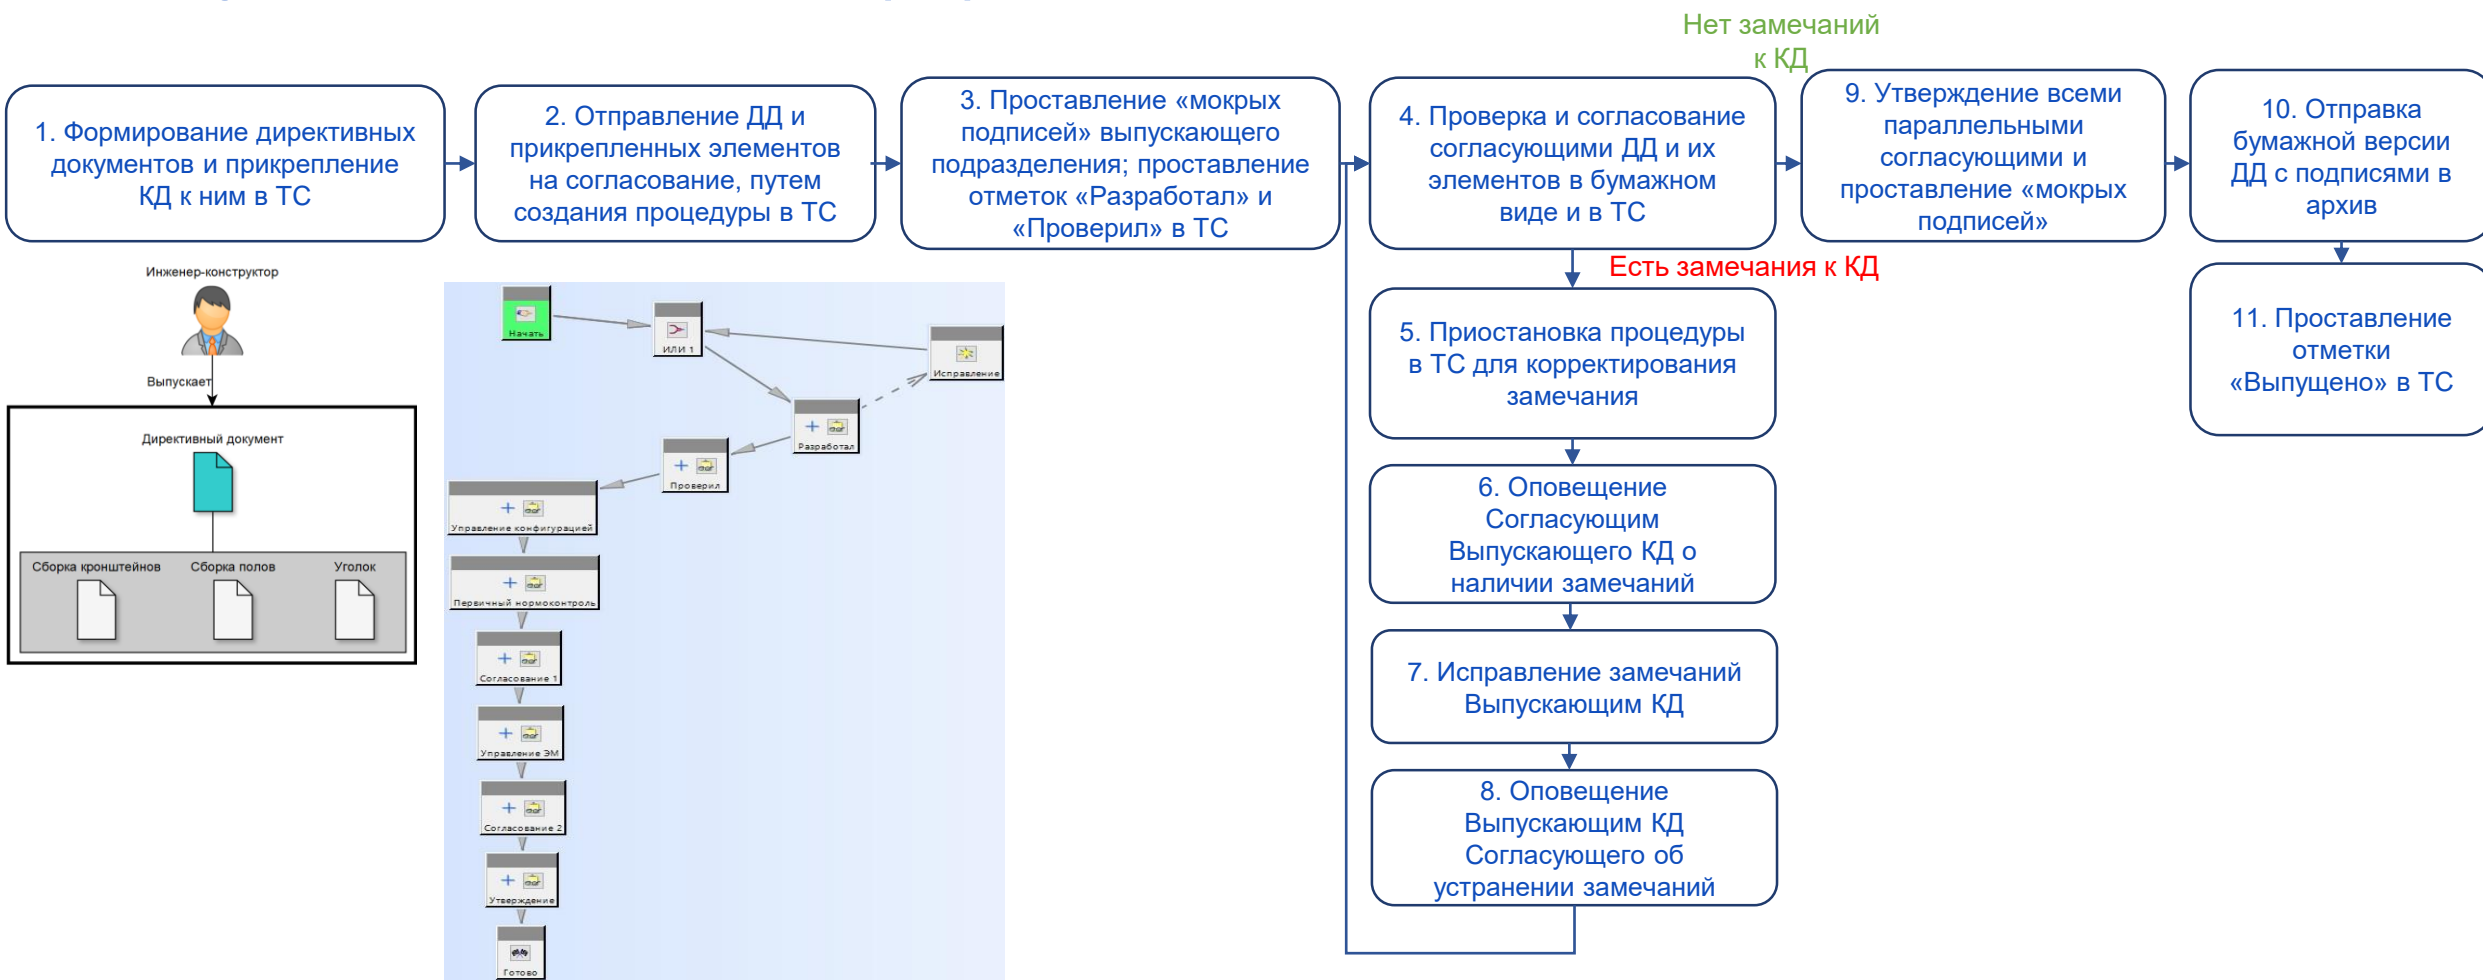 Нет замечаний
к КД
1. Формирование директивных
документов и прикрепление
КД к ним в ТС
2. Отправление ДД и
прикрепленных элементов
на согласование, путем
создания процедуры в ТС
3. Проставление «мокрых
подписей» выпускающего
подразделения; проставление
отметок «Разработал» и
«Проверил» в ТС
4. Проверка и согласование
согласующими ДД и их
элементов в бумажном
виде и в ТС
9. Утверждение всеми
параллельными
согласующими и
проставление «мокрых
подписей»
10. Отправка
бумажной версии
ДД с подписями в
архив
Есть замечания к КД
5. Приостановка процедуры
в ТС для корректирования
замечания
6. Оповещение
Согласующим
Выпускающего КД о
наличии замечаний
7. Исправление замечаний
Выпускающим КД
8. Оповещение
Выпускающим КД
Согласующего об
устранении замечаний
11. Проставление
отметки
«Выпущено» в ТС
Инженер-конструктор
Выпускает
Директивный документ
Сборка кронштейнов
Сборка полов
Уголок
Начать
ИЛИ 1
Исправление
Разработал
Проверил
Управление конфигурацией
Первичный нормоконтроль
Согласование 1
Управление ЭМ
Согласование 2
Утверждение
Готово